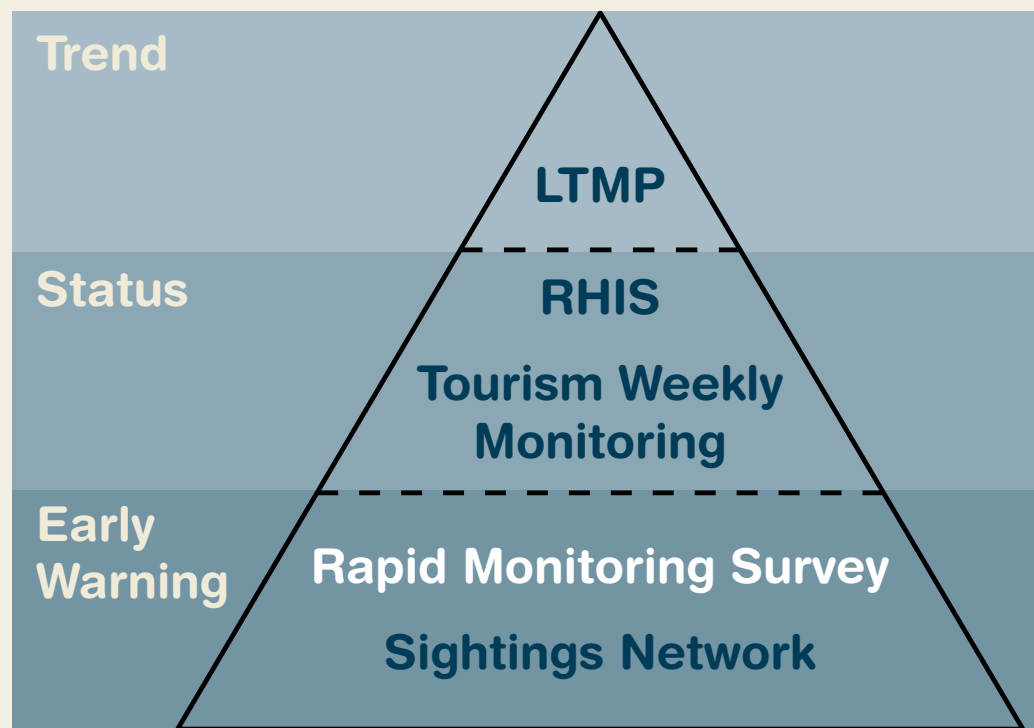 Trend
LTMP
Status
RHIS
Tourism Weekly
Monitoring
Early
Warning
Rapid Monitoring Survey
Sightings Network